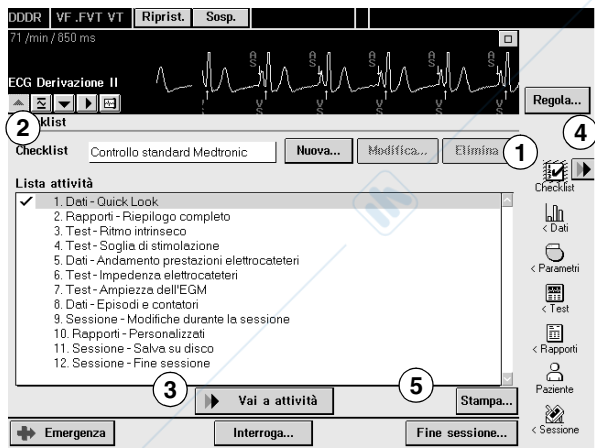 DDDR VF .FVT VT Riprist. Sosp.
71 /min / 850 ms
A S A S A S A S
ECG Derivazione II
V S V S V S V S
Regola...
2
klist
4
Checklist Controllo standard Medtronic Nuova... Modifica... Elimina 1
Checklist
Lista attività
1. Dati - Quick Look
2. Rapporti - Riepilogo completo
3. Test - Ritmo intrinseco
4. Test - Soglia di stimolazione
5. Dati - Andamento prestazioni elettrocateteri
6. Test - Impedenza elettrocateteri
7. Test - Ampiezza dell'EGM
8. Dati - Episodi e contatori
9. Sessione - Modifiche durante la sessione
10. Rapporti - Personalizzati
11. Sessione - Salva su disco
12. Sessione - Fine sessione
< Dati
< Parametri
< Test
< Rapporti
Paziente
< Sessione
3
Vai a attività
5
Stampa...
Emergenza Interroga... Fine sessione...